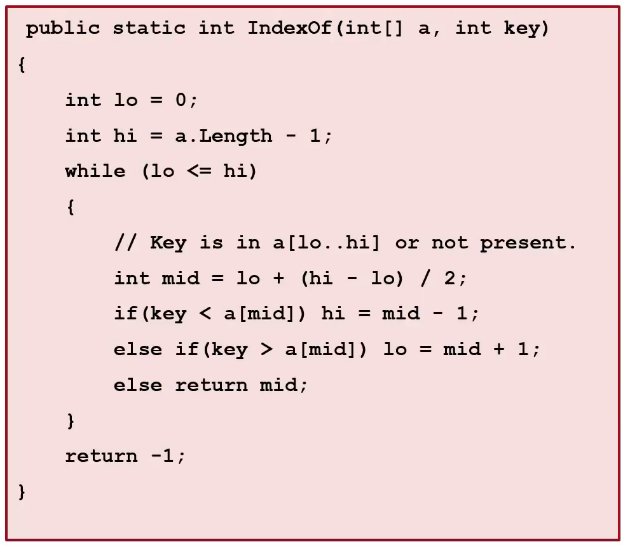 public static int IndexOf(int[] a, int key)
{
int lo = 0;
int hi = a.Length - 1;
while (lo <= hi)
{
// Key is in a[lo..hi] or not present.
int mid = lo + (hi - lo) / 2;
if(key < a[mid]) hi = mid - 1;
else if(key > a[mid]) lo = mid + 1;
else return mid;
}
return -1;
}